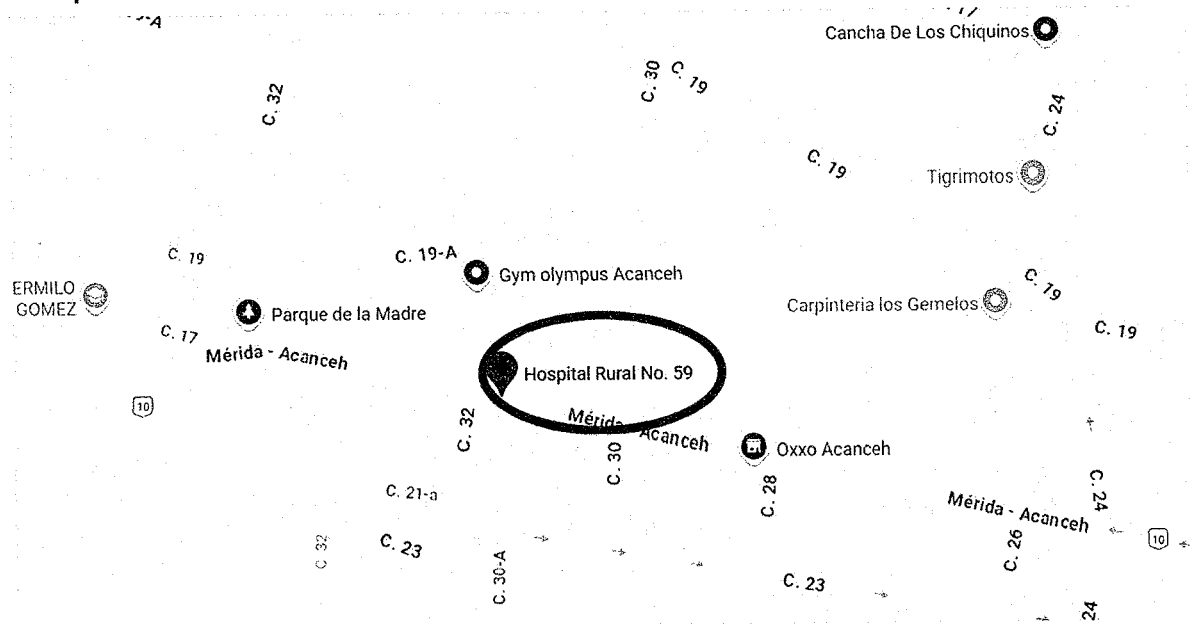 Cancha De Los Chiquinos
C. 32
C. 30
C. 19
C. 24
C. 19
Tigrimotos
C. 19
C. 19-A
Gym olympus Acanceh
ERMILO
GOMEZ
Parque de la Madre
Carpinteria los Gemelos
C. 19
C. 19
C. 17
Mérida - Acanceh
Hospital Rural No. 59
10
C. 32
Mérida - Acanceh
C. 30
Oxxo Acanceh
C. 21-a
C. 28
Mérida - Acanceh
C. 24
C. 32
C. 23
C. 30-A
C. 26
10
C. 23
24